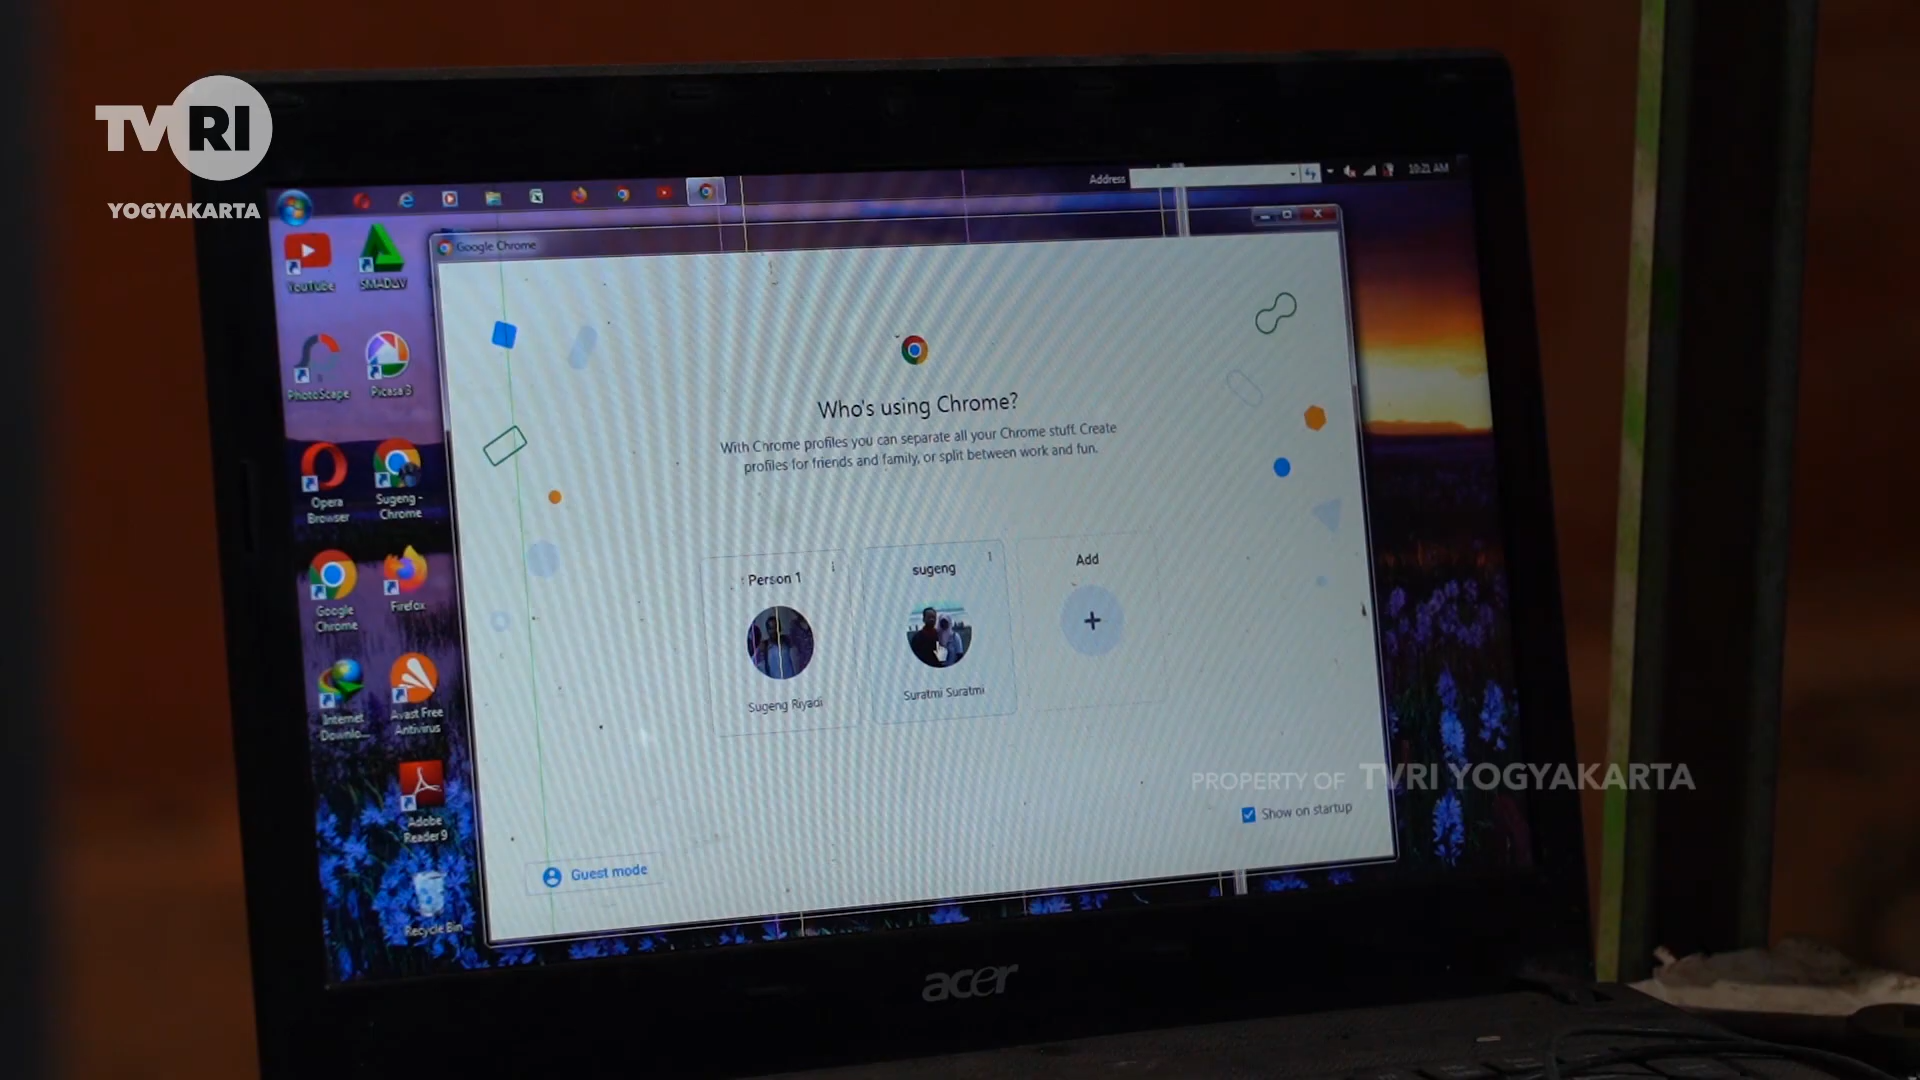 TVRI
YOGYAKARTA
Address
10:21 AM
Google Chrome
YouTube
SMADAV
PhotoScape
Picasa 3
Opera
Browser
Sugeng -
Chrome
Google
Chrome
Firefox
Internet
Downlo...
Avast Free
Antivirus
Adobe
Reader 9
Recycle Bin
Who's using Chrome?
With Chrome profiles you can separate all your Chrome stuff. Create
profiles for friends and family, or split between work and fun.
Person 1
Sugeng Riyadi
sugeng
Suratmi Suratmi
Add
Guest mode
Show on startup
PROPERTY OF TVRI YOGYAKARTA
acer